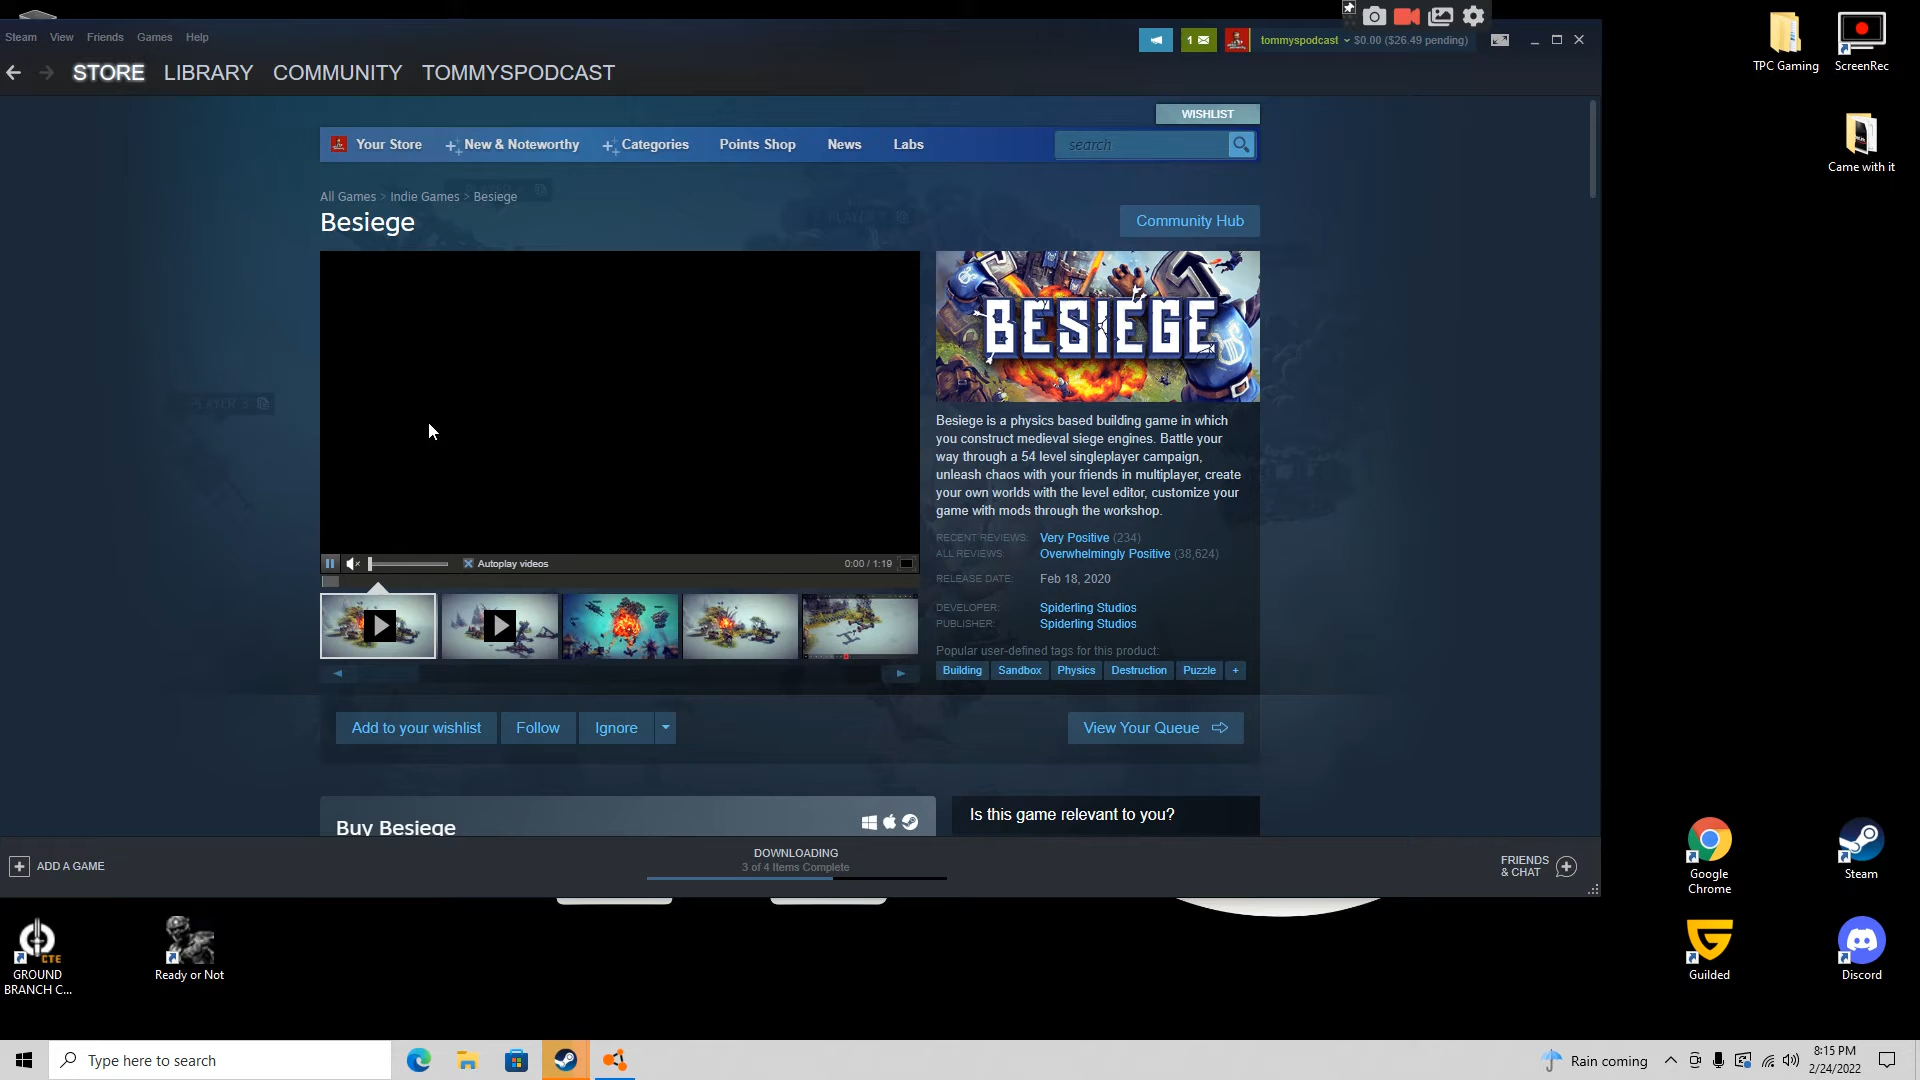 TPC Gaming
ScreenRec
Came with it
Steam View Friends Games Help
1
tommyspodcast
$0.00 ($26.49 pending)
STORE LIBRARY COMMUNITY TOMMYSPODCAST
WISHLIST
Your Store New & Noteworthy Categories Points Shop News Labs
search
All Games > Indie Games > Besiege
Besiege
Community Hub
BESIEGE
PLAYER 3
Besiege is a physics based building game in which
you construct medieval siege engines. Battle your
way through a 54 level singleplayer campaign,
unleash chaos with your friends in multiplayer, create
your own worlds with the level editor, customize your
game with mods through the workshop.
RECENT REVIEWS: Very Positive (234)
ALL REVIEWS: Overwhelmingly Positive (38,624)
RELEASE DATE: Feb 18, 2020
DEVELOPER: Spiderling Studios
PUBLISHER: Spiderling Studios
Popular user-defined tags for this product:
Building Sandbox Physics Destruction Puzzle +
Autoplay videos
0:00 / 1:19
Add to your wishlist Follow Ignore
View Your Queue
Buy Besiege
Is this game relevant to you?
ADD A GAME
DOWNLOADING
3 of 4 Items Complete
FRIENDS
& CHAT
Google
Chrome
Steam
GROUND
BRANCH C...
CTE
Ready or Not
Guilded
Discord
Type here to search
Rain coming
8:15 PM
2/24/2022